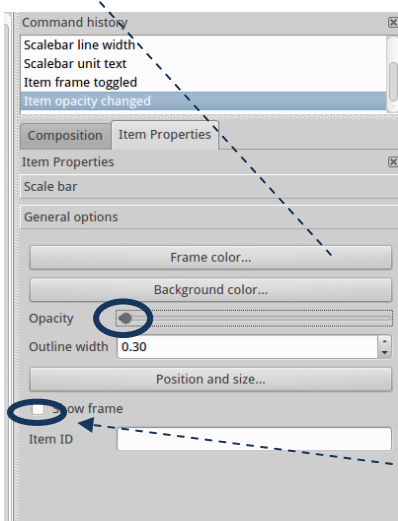 Command history
Scalebar line width
Scalebar unit text
Item frame toggled
Item opacity changed
Composition Item Properties
Item Properties
Scale bar
General options
Frame color...
Background color...
Opacity
Outline width 0.30
Position and size...
Show frame
Item ID